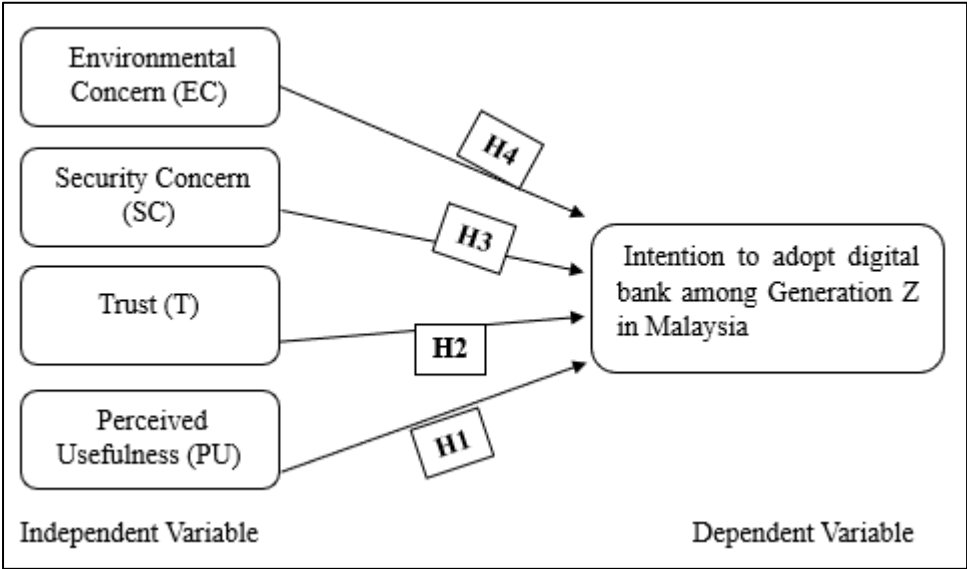 Environmental
Concern (EC)
H4
Security Concern
(SC)
H3
Intention to adopt digital
bank among Generation Z
in Malaysia
Trust (T)
H2
Perceived
Usefulness (PU)
H1
Independent Variable
Dependent Variable